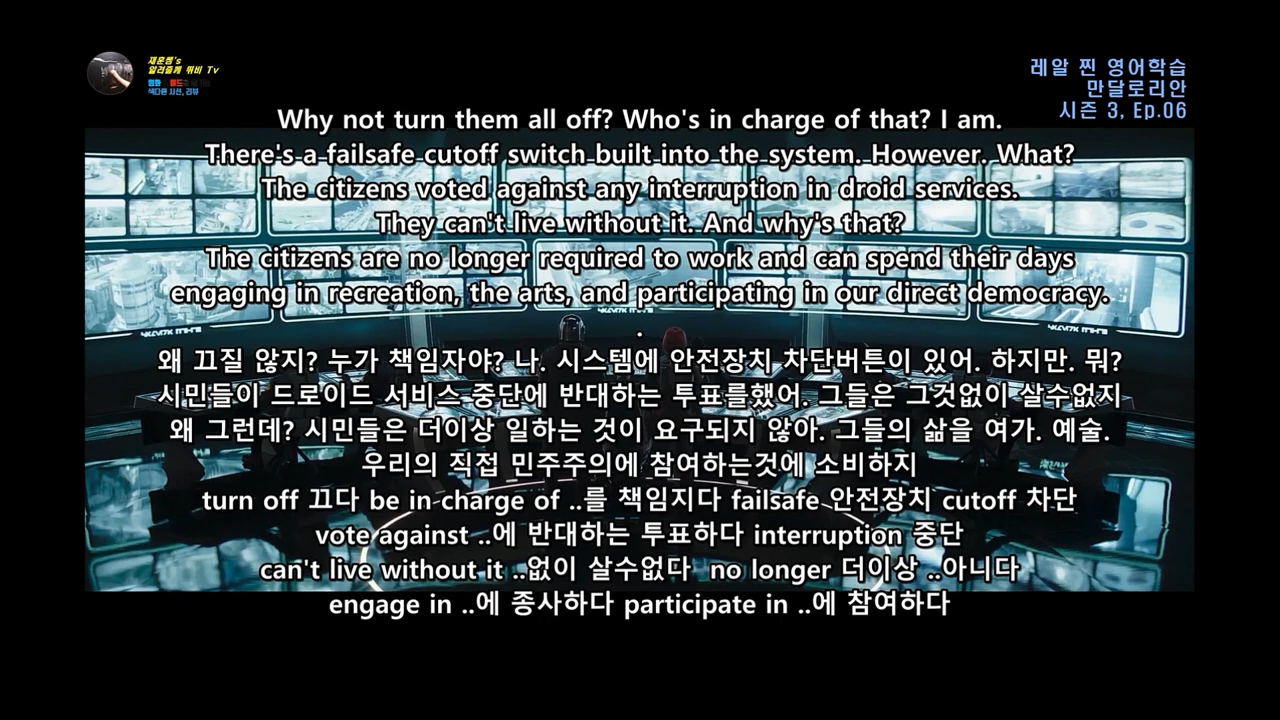 재훈쌤's
알려줄께 뛰비 Tv
영화
색다른 시선, 리뷰
레알 찐 영어학습
만달로리안
시즌 3, Ep.06
Why not turn them all off? Who's in charge of that? I am.
There's a failsafe cutoff switch built into the system. However. What?
The citizens voted against any interruption in droid services.
They can't live without it. And why's that?
The citizens are no longer required to work and can spend their days
engaging in recreation, the arts, and participating in our direct democracy.
.
왜 끄질 않지? 누가 책임자야? 나. 시스템에 안전장치 차단버튼이 있어. 하지만. 뭐?
시민들이 드로이드 서비스 중단에 반대하는 투표를했어. 그들은 그것없이 살수없지
왜 그런데? 시민들은 더이상 일하는 것이 요구되지 않아. 그들의 삶을 여가. 예술.
우리의 직접 민주주의에 참여하는것에 소비하지
turn off 끄다 be in charge of ..를 책임지다 failsafe 안전장치 cutoff 차단
vote against ..에 반대하는 투표하다 interruption 중단
can't live without it ..없이 살수없다 no longer 더이상 ..아니다
engage in ..에 종사하다 participate in ..에 참여하다